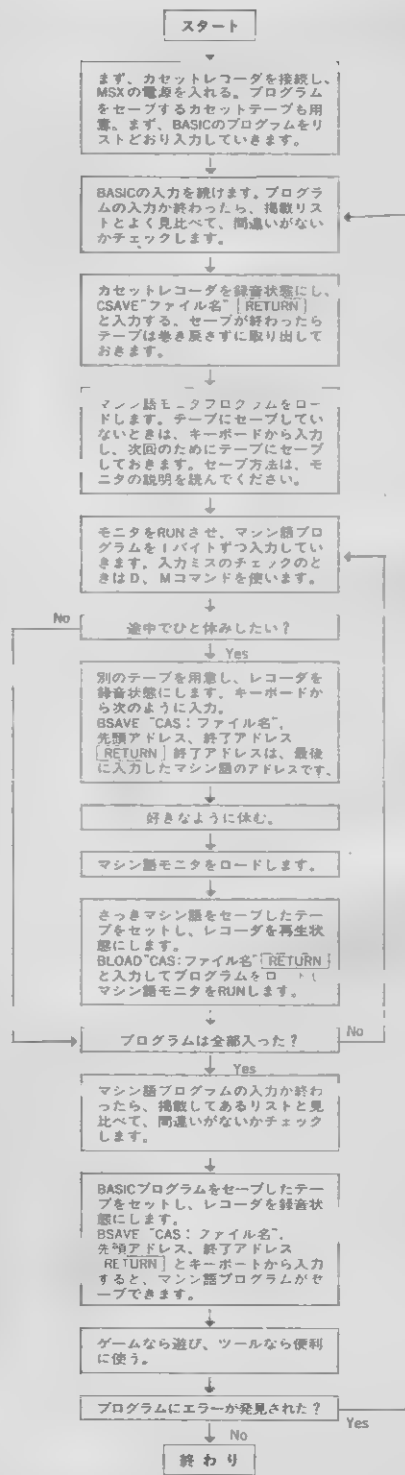 スタート
まず、カセットレコーダを接続し、
MSXの電源を入れる。プログラム
をセーブするカセットテープも用
意。まず、BASICのプログラムをリ
ストどおり入力していきます。
BASICの入力を続けます。プログラ
ムの入力が終わったら、掲載リス
トとよく見比べて、間違いがない
かチェックします。
カセットレコーダを録音状態にし、
CSAVE"ファイル名" RETURN
と入力する。セーブが終わったら
テープは巻き戻さずに取り出して
おきます。
マシン語モニタプログラムをロー
ドします。テープにセーブしてい
ないときは、キーボードから入力
し、次回のためにテープにセーブ
しておきます。セーブ方法は、モ
ニタの説明を読んでください。
モニタをRUNさせ、マシン語プロ
グラムを1バイトずつ入力してい
きます。入力ミスのチェックのと
きはD、Mコマンドを使います。
No
途中でひと休みしたい？
Yes
別のテープを用意し、レコーダを
録音状態にします。キーボードか
ら次のように入力。
BSAVE "CAS：ファイル名"，
先頭アドレス、終了アドレス
RETURN 終了アドレスは、最後
に入力したマシン語のアドレスです。
好きなように休む。
マシン語モニタをロードします。
さっきマシン語をセーブしたテー
プをセットし、レコーダを再生状
態にします。
BLOAD"CAS:ファイル名" RETURN
と入力してプログラムをロ
マシン語モニタをRUNします。
プログラムは全部入った？
No
Yes
マシン語プログラムの入力が終わ
ったら、掲載してあるリストと見
比べて、間違いがないかチェック
します。
BASICプログラムをセーブしたテー
プをセットし、レコーダを録音状
態にします。
BSAVE "CAS：ファイル名"，
先頭アドレス、終了アドレス
RETURN とキーボードから入力
すると、マシン語プログラムがセ
ーブできます。
ゲームなら遊び、ツールなら便利
に使う。
プログラムにエラーが発見された？
Yes
No
終わり